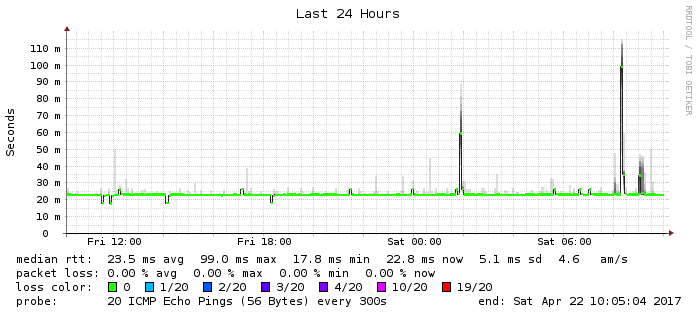 Last 24 Hours
RRDTOOL / TOBI OETIKER
Seconds
110 m
100 m
90 m
80 m
70 m
60 m
50 m
40 m
30 m
20 m
10 m
0
Fri 12:00 Fri 18:00 Sat 00:00 Sat 06:00
median rtt: 23.5 ms avg 99.0 ms max 17.8 ms min 22.8 ms now 5.1 ms sd 4.6 am/s
packet loss: 0.00 % avg 0.00 % max 0.00 % min 0.00 % now
loss color: 0 1/20 2/20 3/20 4/20 10/20 19/20
probe: 20 ICMP Echo Pings (56 Bytes) every 300s end: Sat Apr 22 10:05:04 2017